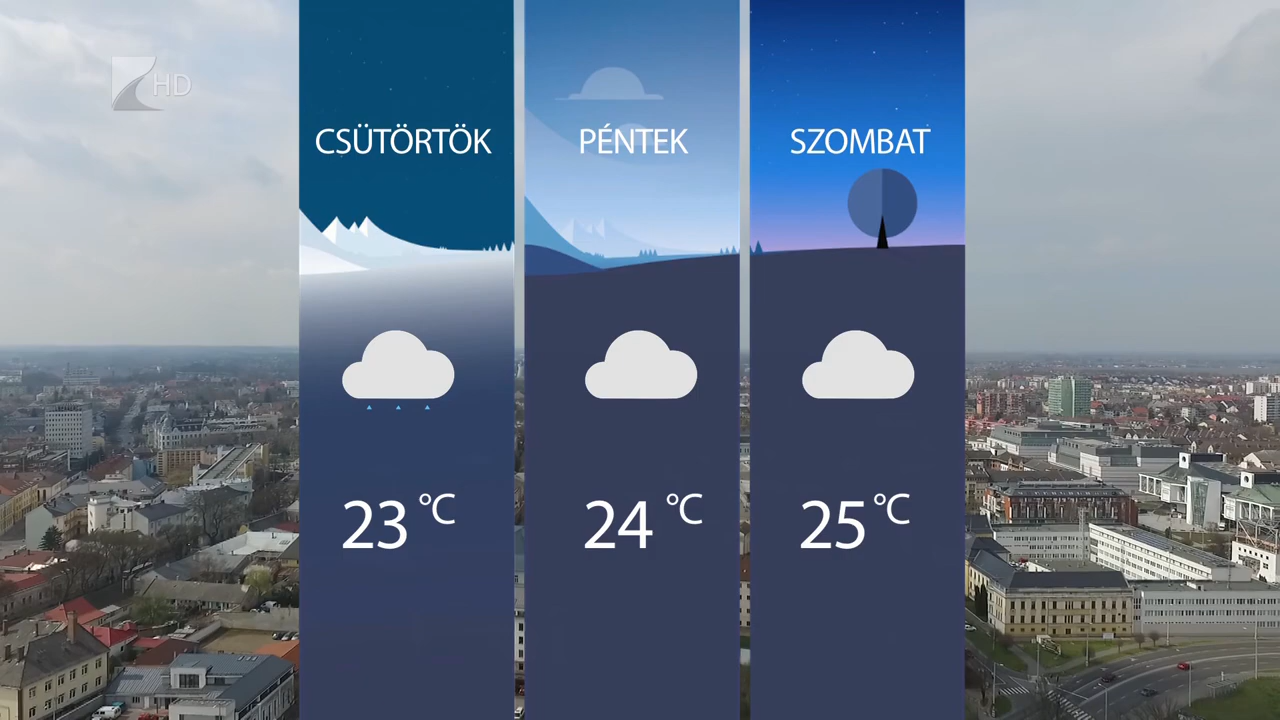 HD
CSÜTÖRTÖK
PÉNTEK
SZOMBAT
23 °C
24 °C
25 °C